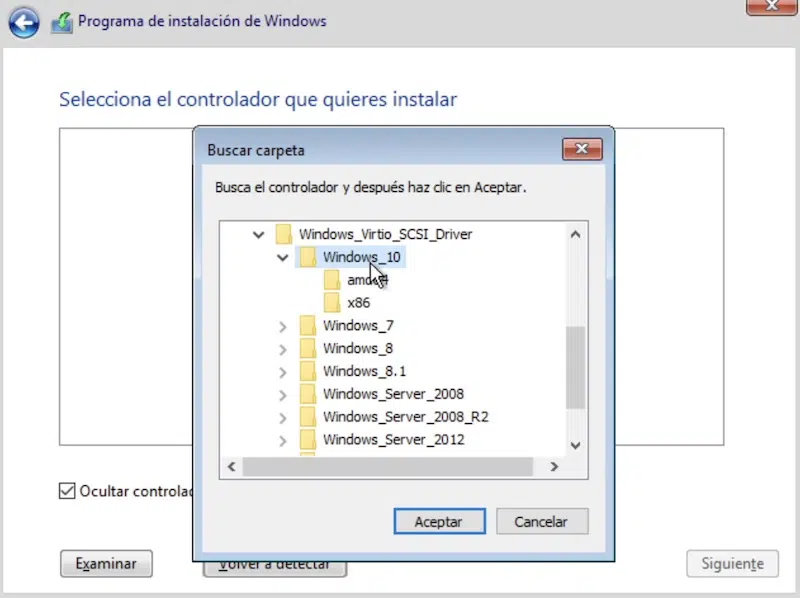 Programa de instalación de Windows
Selecciona el controlador que quieres instalar
Buscar carpeta
Busca el controlador y después haz clic en Aceptar.
Windows_Virtio_SCSI_Driver
Windows_10
x86
Windows_7
Windows_8
Windows_8.1
Windows_Server_2008
Windows_Server_2008_R2
Windows_Server_2012
Aceptar
Cancelar
Ocultar
Examinar
Volver a detectar
Siguiente